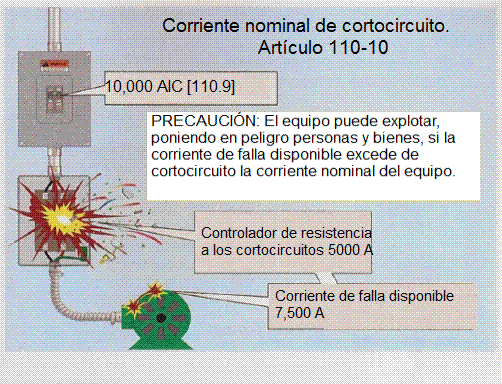 Corriente nominal de cortocircuito.
Artículo 110-10
10,000 AIC [110.9]
PRECAUCIÓN: El equipo puede explotar,
poniendo en peligro personas y bienes, si la
corriente de falla disponible excede de
cortocircuito la corriente nominal del equipo.
Controlador de resistencia
a los cortocircuitos 5000 A
Corriente de falla disponible
7,500 A